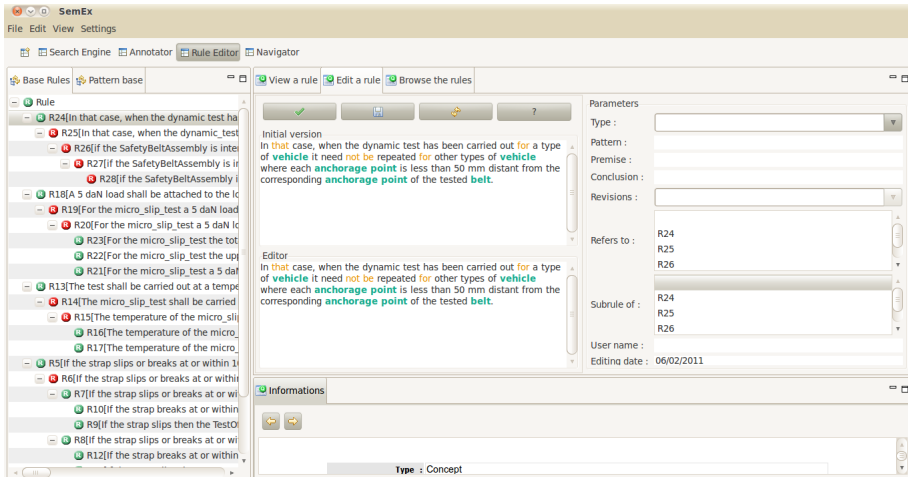 SemEx
File Edit View Settings
Search Engine Annotator Rule Editor Navigator
Base Rules Pattern base
Rule
R24[In that case, when the dynamic test ha
R25[In that case, when the dynamic_test
R26[if the SafetyBeltAssembly is inte
R27[if the SafetyBeltAssembly is i
R28[if the SafetyBeltAssembly i
R18[A 5 daN load shall be attached to the lo
R19[For the micro_slip_test a 5 daN load
R20[For the micro_slip_test a 5 daN lo
R23[For the micro_slip_test the tot
R22[For the micro_slip_test the upp
R21[For the micro_slip_test a 5 daN
R13[The test shall be carried out at a tempe
R14[The micro_slip_test shall be carried
R15[The temperature of the micro_sli
R16[The temperature of the micro_
R17[The temperature of the micro_
R5[If the strap slips or breaks at or within 1
R6[If the strap slips or breaks at or within
R7[If the strap slips or breaks at or wi
R10[If the strap breaks at or within
R9[If the strap slips then the TestO
R8[If the strap slips or breaks at or wi
R12[If the strap breaks at or within
View a rule Edit a rule Browse the rules
?
Initial version
In that case, when the dynamic test has been carried out for a type
of vehicle it need not be repeated for other types of vehicle
where each anchorage point is less than 50 mm distant from the
corresponding anchorage point of the tested belt.
Editor
In that case, when the dynamic test has been carried out for a type
of vehicle it need not be repeated for other types of vehicle
where each anchorage point is less than 50 mm distant from the
corresponding anchorage point of the tested belt.
Parameters
Type :
Pattern :
Premise :
Conclusion :
Revisions :
Refers to :
R24
R25
R26
Subrule of :
R24
R25
R26
User name :
Editing date : 06/02/2011
Informations
Type : Concept